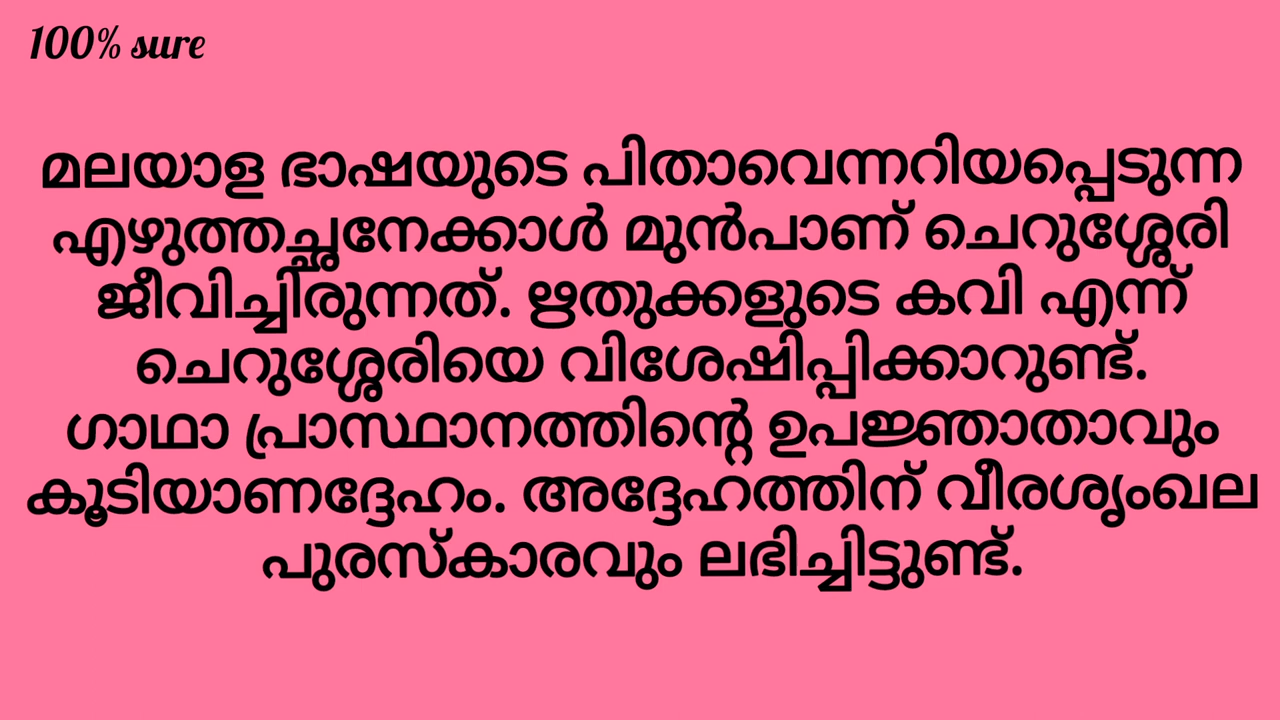 100% sure
മലയാള ഭാഷയുടെ പിതാവെന്നറിയപ്പെടുന്ന
എഴുത്തച്ഛനേക്കാൾ മുൻപാണ് ചെറുശ്ശേരി
ജീവിച്ചിരുന്നത്. ഋതുക്കളുടെ കവി എന്ന്
ചെറുശ്ശേരിയെ വിശേഷിപ്പിക്കാറുണ്ട്.
ഗാഥാ പ്രാസ്ഥാനത്തിന്റെ ഉപജ്ഞാതാവും
കൂടിയാണദ്ദേഹം. അദ്ദേഹത്തിന് വീരശൃംഖല
പുരസ്കാരവും ലഭിച്ചിട്ടുണ്ട്.